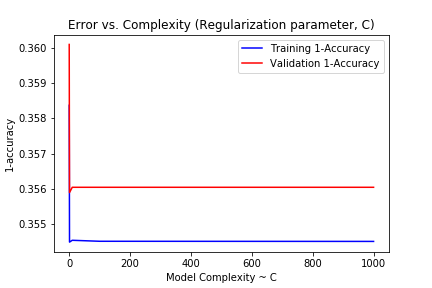 Error vs. Complexity (Regularization parameter, C)
Training 1-Accuracy
Validation 1-Accuracy
1-accuracy
0.360
0.359
0.358
0.357
0.356
0.355
0 200 400 600 800 1000
Model Complexity ~ C